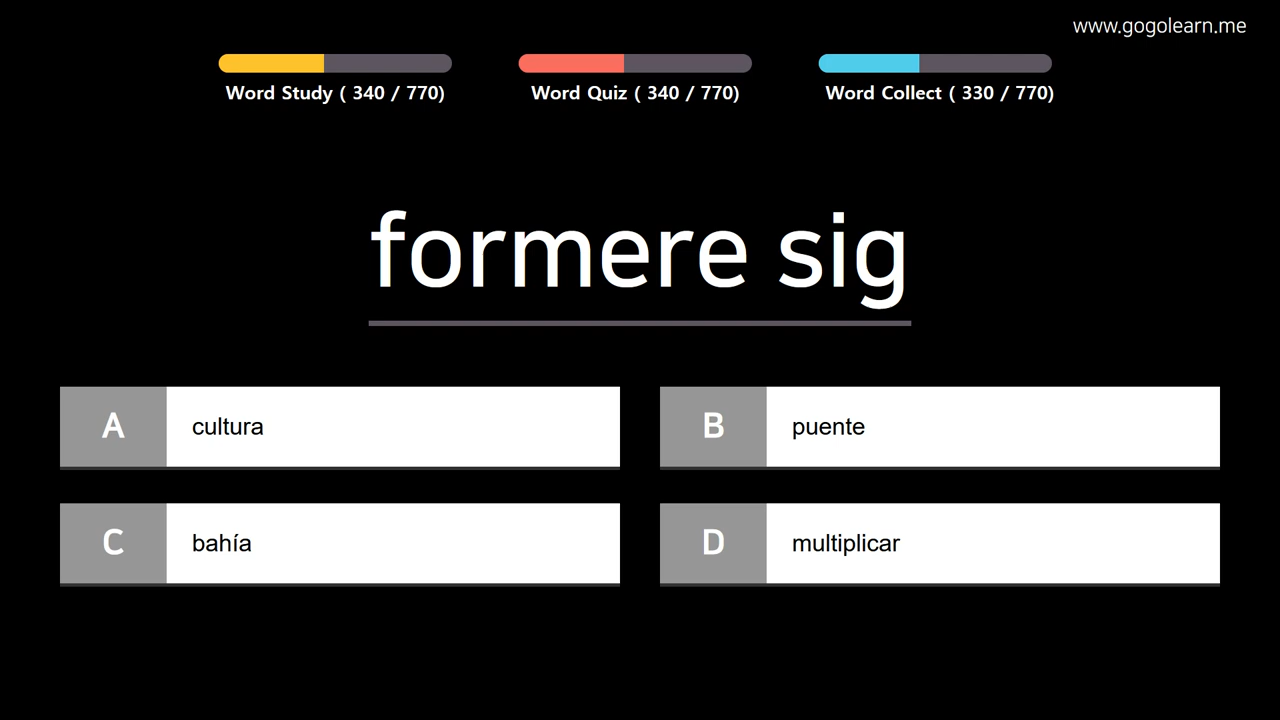 www.gogolearn.me
Word Study ( 340 / 770)
Word Quiz ( 340 / 770)
Word Collect ( 330 / 770)
formere sig
A
cultura
B
puente
C
bahía
D
multiplicar